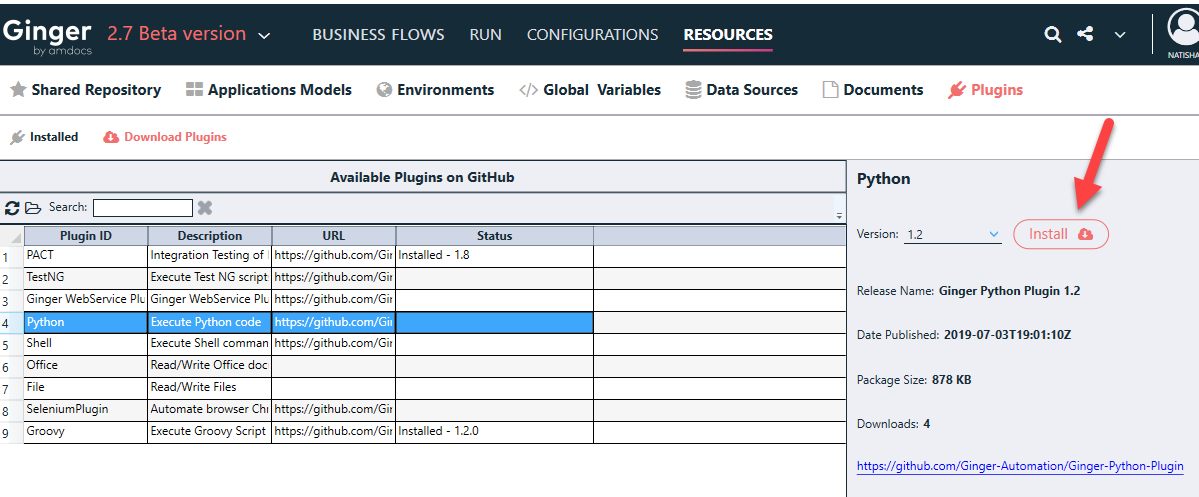 Ginger
by amdocs
2.7 Beta version
BUSINESS FLOWS RUN CONFIGURATIONS RESOURCES
NATISHA
Shared Repository Applications Models Environments </> Global Variables Data Sources Documents Plugins
Installed Download Plugins
Available Plugins on GitHub
Search:
Plugin ID Description URL Status
1 PACT Integration Testing of https://github.com/Gin Installed - 1.8
2 TestNG Execute Test NG script https://github.com/Gin
3 Ginger WebService Plu Ginger WebService Plu https://github.com/Gin
4 Python Execute Python code https://github.com/Gin
5 Shell Execute Shell comman https://github.com/Gin
6 Office Read/Write Office doc
7 File Read/Write Files
8 SeleniumPlugin Automate browser Chr https://github.com/Gin
9 Groovy Execute Groovy Script https://github.com/Gin Installed - 1.2.0
Python
Version: 1.2 Install
Release Name: Ginger Python Plugin 1.2
Date Published: 2019-07-03T19:01:10Z
Package Size: 878 KB
Downloads: 4
https://github.com/Ginger-Automation/Ginger-Python-Plugin